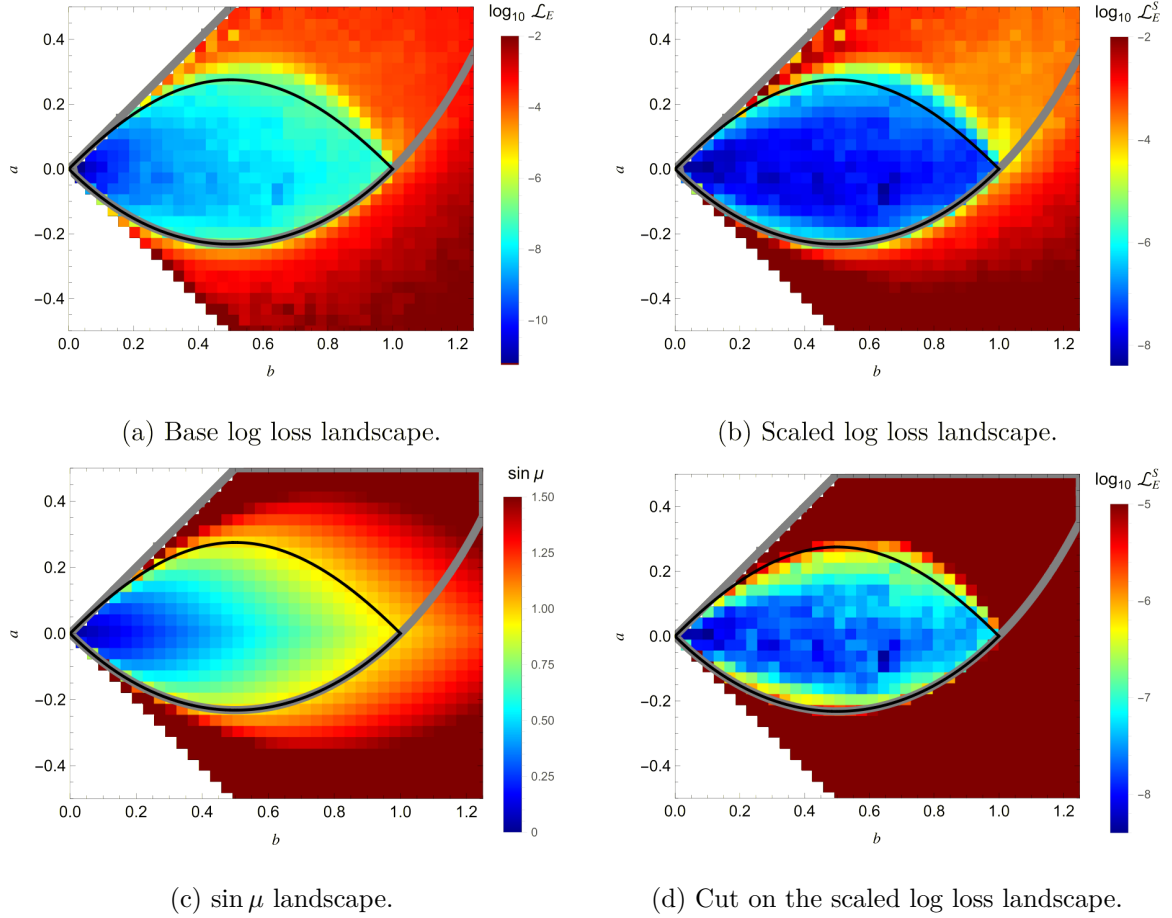 log₁₀ ℒ_E
0.4
0.2
0.0
−0.2
−0.4
a
0.0 0.2 0.4 0.6 0.8 1.0 1.2
b
−2
−4
−6
−8
−10
(a) Base log loss landscape.
log₁₀ ℒ_E^S
0.4
0.2
0.0
−0.2
−0.4
a
0.0 0.2 0.4 0.6 0.8 1.0 1.2
b
−2
−4
−6
−8
(b) Scaled log loss landscape.
sin μ
0.4
0.2
0.0
−0.2
−0.4
a
0.0 0.2 0.4 0.6 0.8 1.0 1.2
b
1.50
1.25
1.00
0.75
0.50
0.25
0
(c) sin μ landscape.
log₁₀ ℒ_E^S
0.4
0.2
0.0
−0.2
−0.4
a
0.0 0.2 0.4 0.6 0.8 1.0 1.2
b
−5
−6
−7
−8
(d) Cut on the scaled log loss landscape.